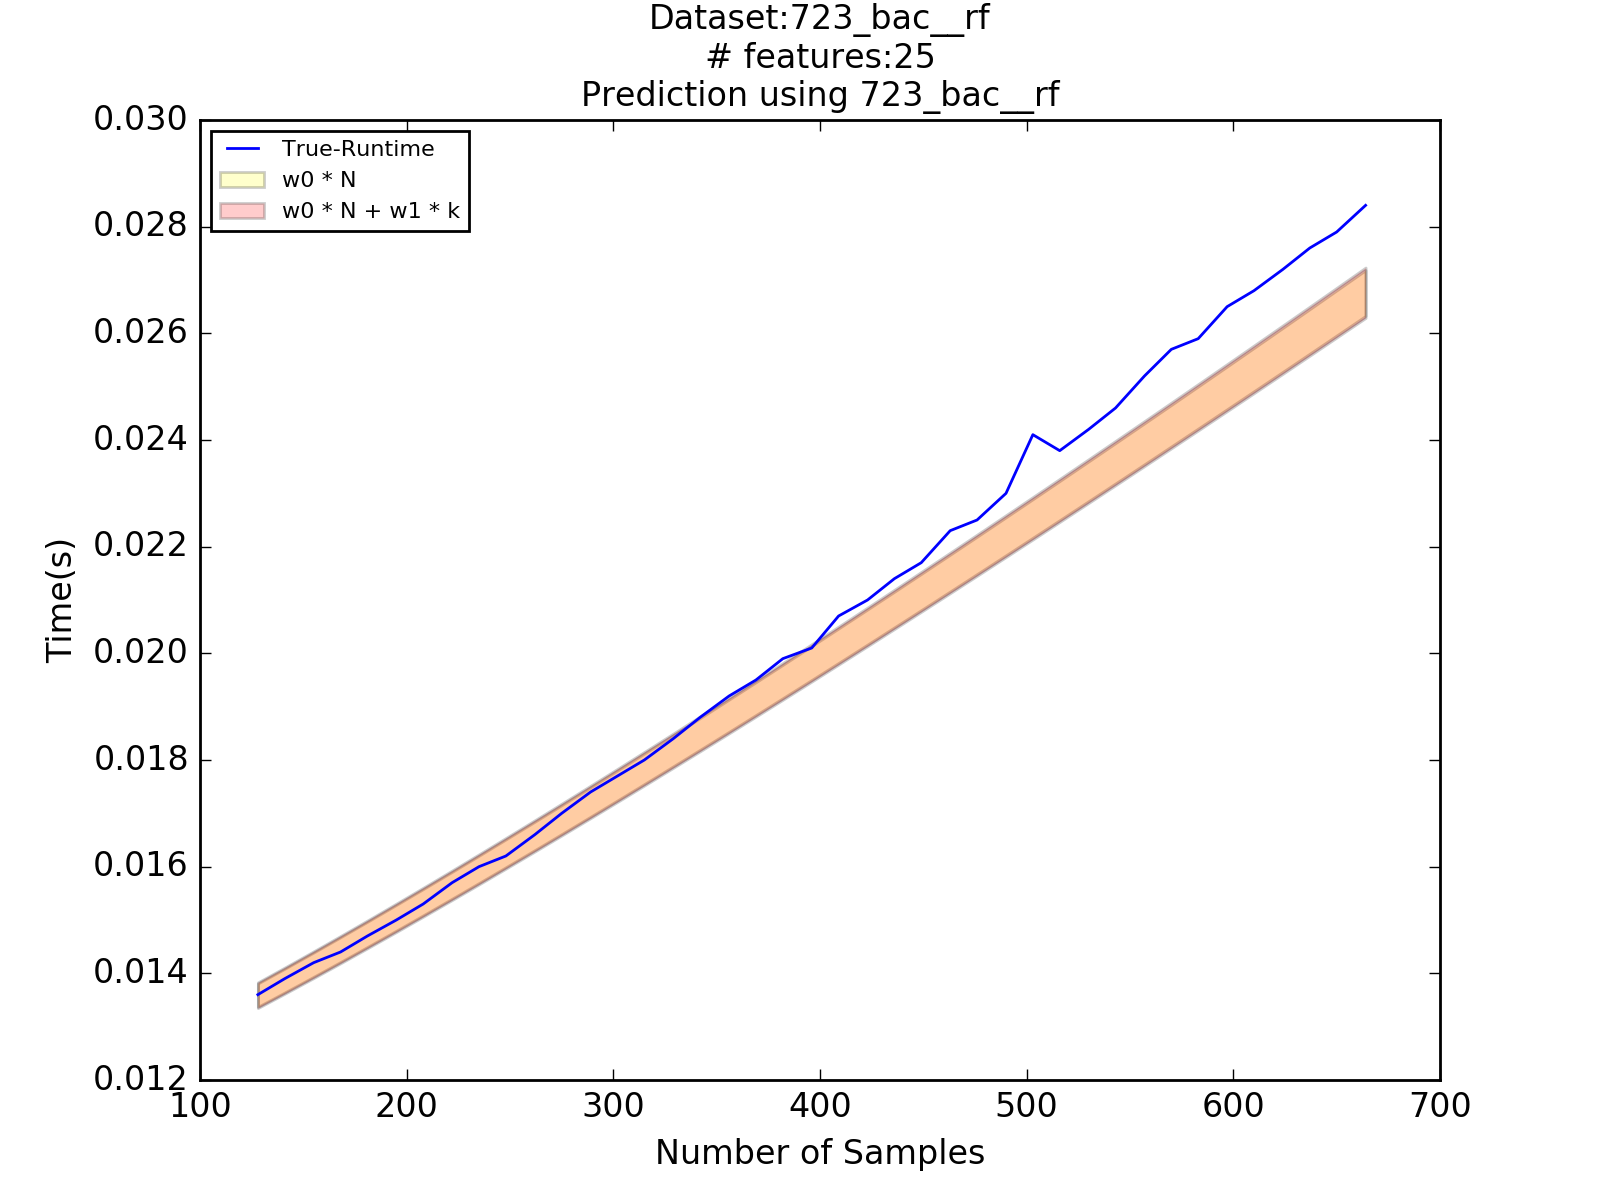 Dataset:723_bac__rf
# features:25
Prediction using 723_bac__rf
True-Runtime
w0 * N
w0 * N + w1 * k
0.030
0.028
0.026
0.024
0.022
0.020
0.018
0.016
0.014
0.012
Time(s)
100 200 300 400 500 600 700
Number of Samples